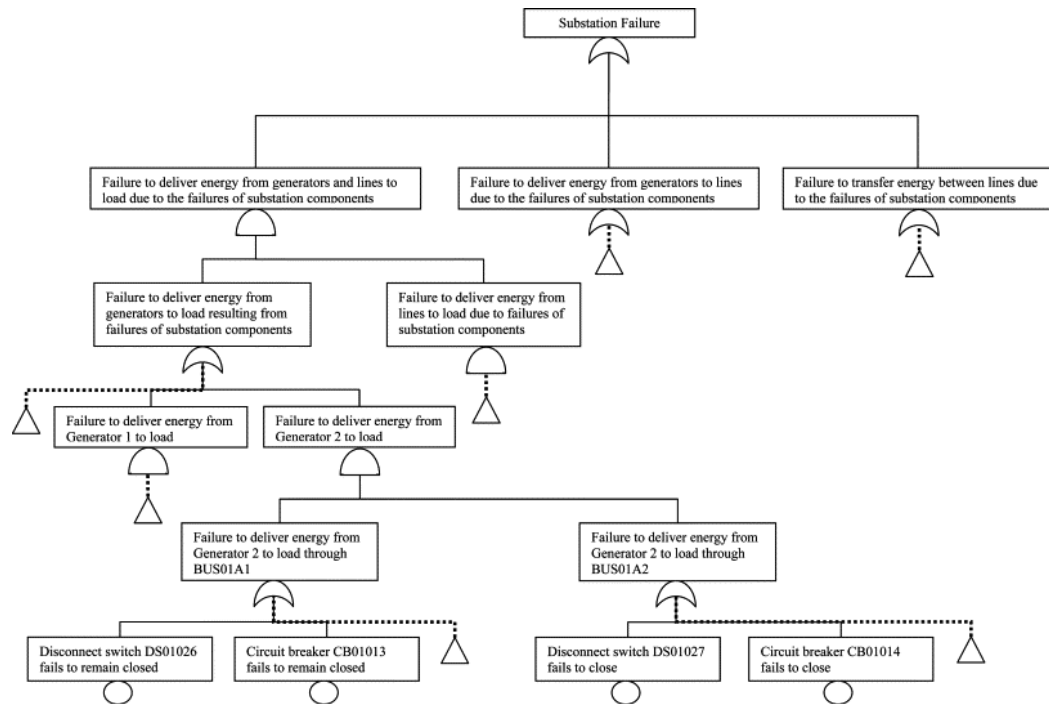 Substation Failure
Failure to deliver energy from generators and lines to
load due to the failures of substation components
Failure to deliver energy from generators to lines
due to the failures of substation components
Failure to transfer energy between lines due
to the failures of substation components
Failure to deliver energy from
generators to load resulting from
failures of substation components
Failure to deliver energy from
lines to load due to failures of
substation components
Failure to deliver energy from
Generator 1 to load
Failure to deliver energy from
Generator 2 to load
Failure to deliver energy from
Generator 2 to load through
BUS01A1
Failure to deliver energy from
Generator 2 to load through
BUS01A2
Disconnect switch DS01026
fails to remain closed
Circuit breaker CB01013
fails to remain closed
Disconnect switch DS01027
fails to close
Circuit breaker CB01014
fails to close